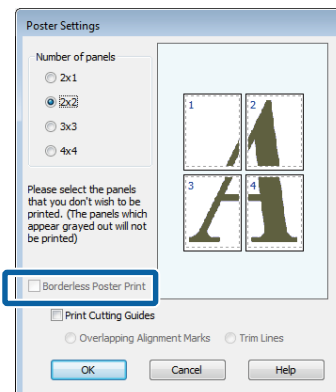 Poster Settings
Number of panels
2x1
2x2
3x3
4x4
1
2
3
4
Please select the panels
that you don't wish to be
printed. (The panels which
appear grayed out will not
be printed)
Borderless Poster Print
Print Cutting Guides
Overlapping Alignment Marks
Trim Lines
OK
Cancel
Help